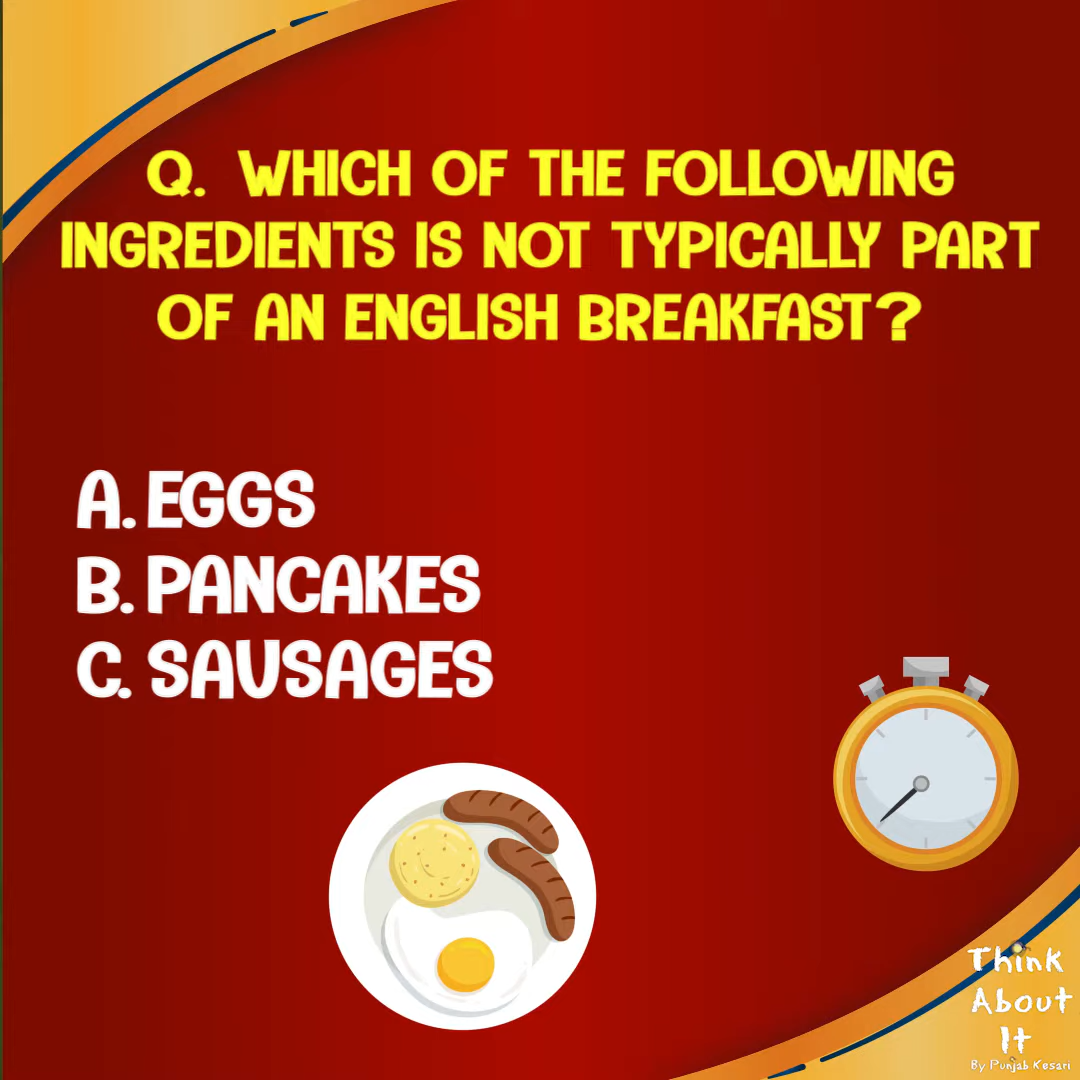 Q. WHICH OF THE FOLLOWING
INGREDIENTS IS NOT TYPICALLY PART
OF AN ENGLISH BREAKFAST?
A. EGGS
B. PANCAKES
C. SAUSAGES
Think
About
It
By Punjab Kesari